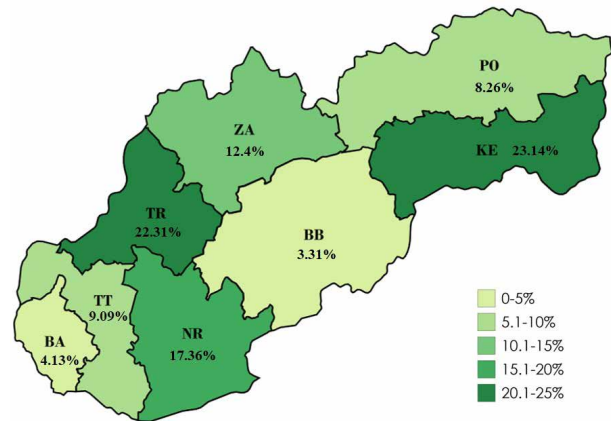 PO
8.26%
ZA
12.4%
KE 23.14%
TR
22.31%
BB
3.31%
TT
9.09%
NR
17.36%
BA
4.13%
0-5%
5.1-10%
10.1-15%
15.1-20%
20.1-25%